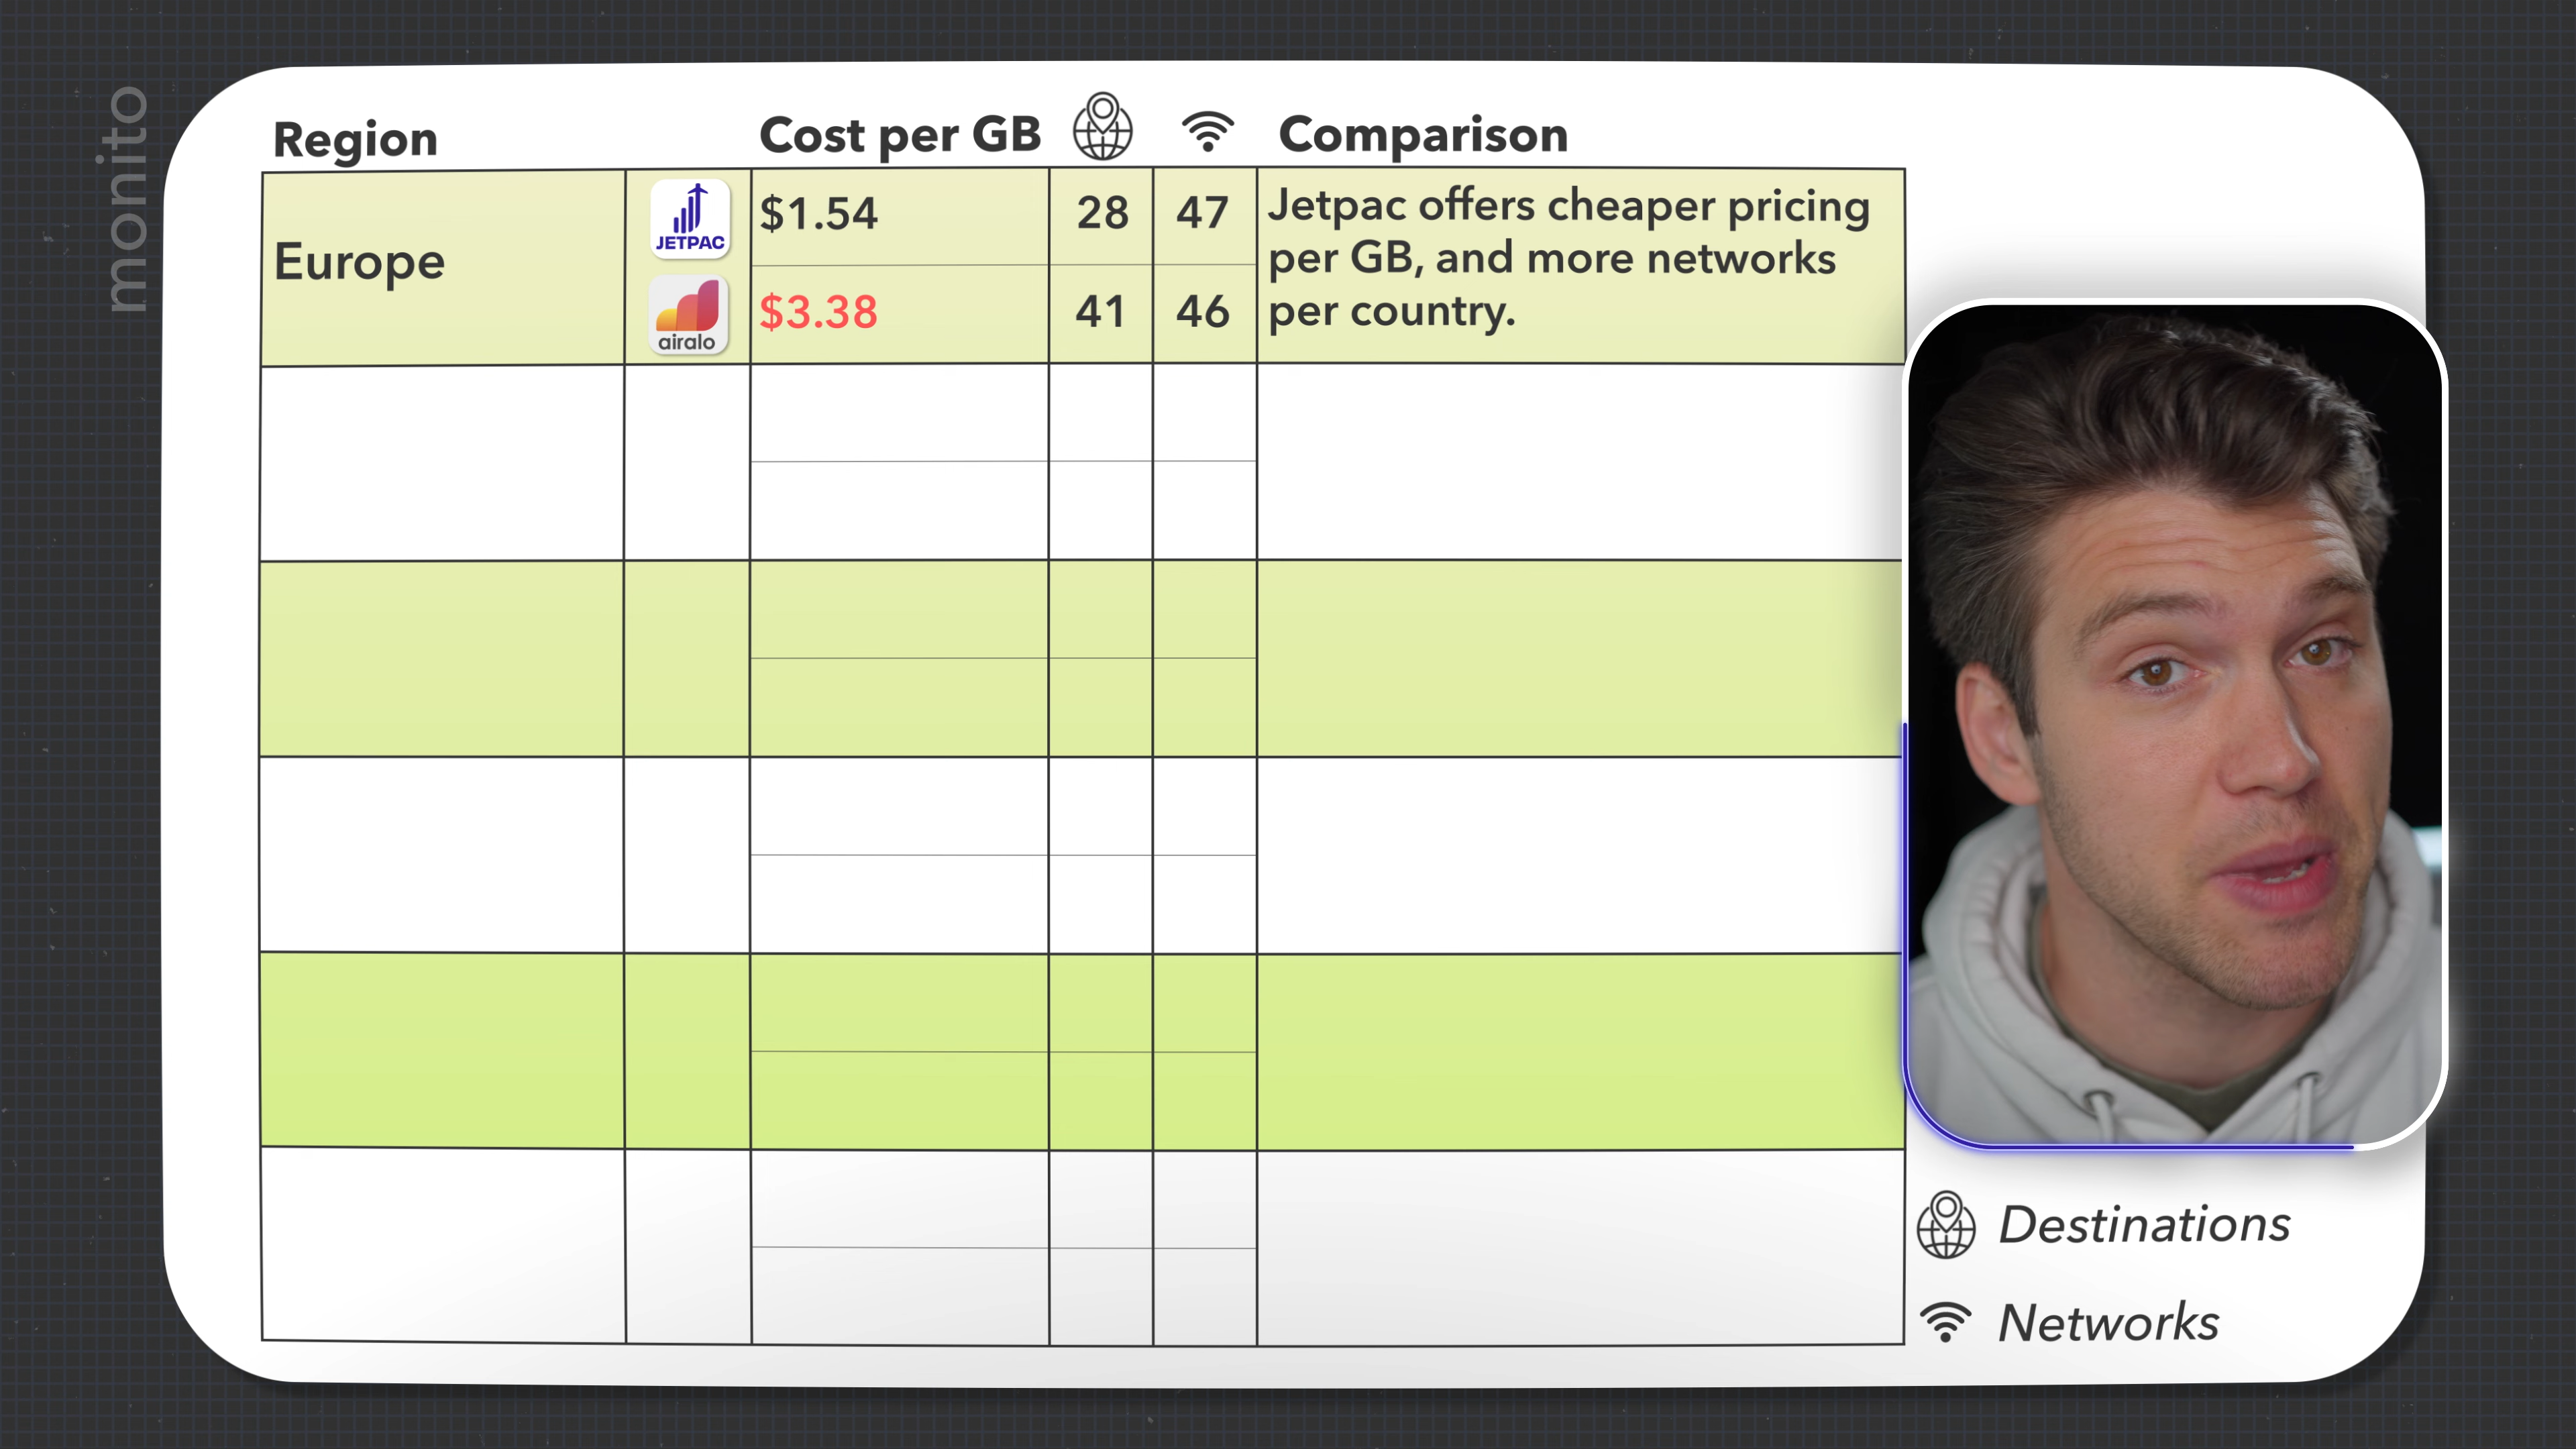 monito
Region
Cost per GB
Comparison
Europe
JETPAC
$1.54
28
47
airalo
$3.38
41
46
Jetpac offers cheaper pricing
per GB, and more networks
per country.
Destinations
Networks